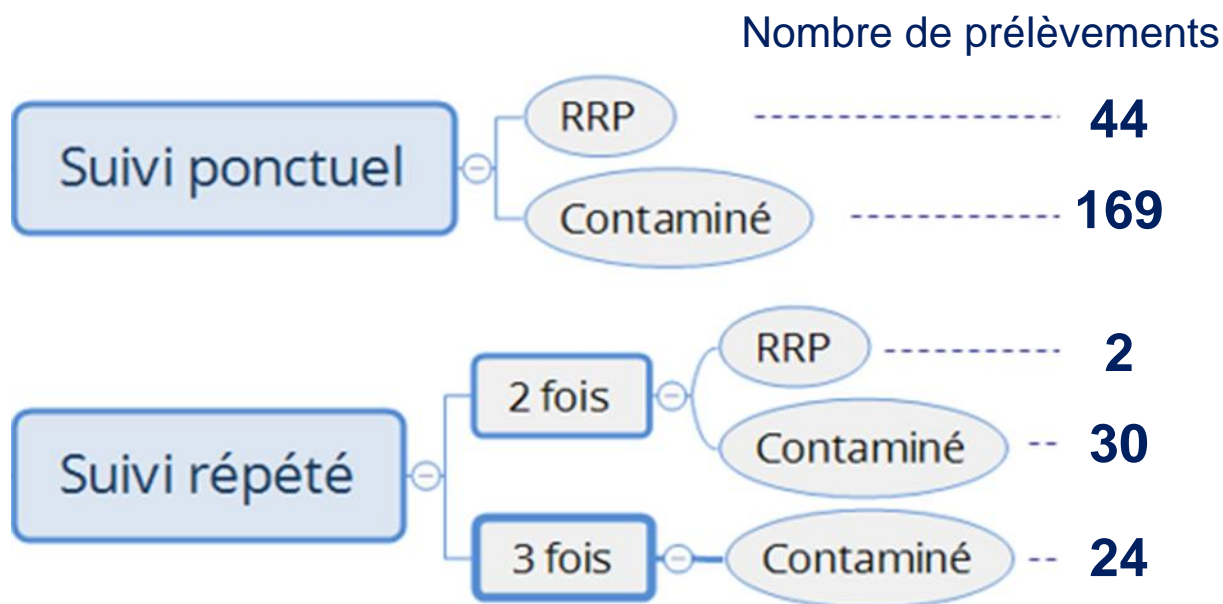 Nombre de prélèvements
Suivi ponctuel
RRP
44
Contaminé
169
Suivi répété
2 fois
RRP
2
Contaminé
30
3 fois
Contaminé
24